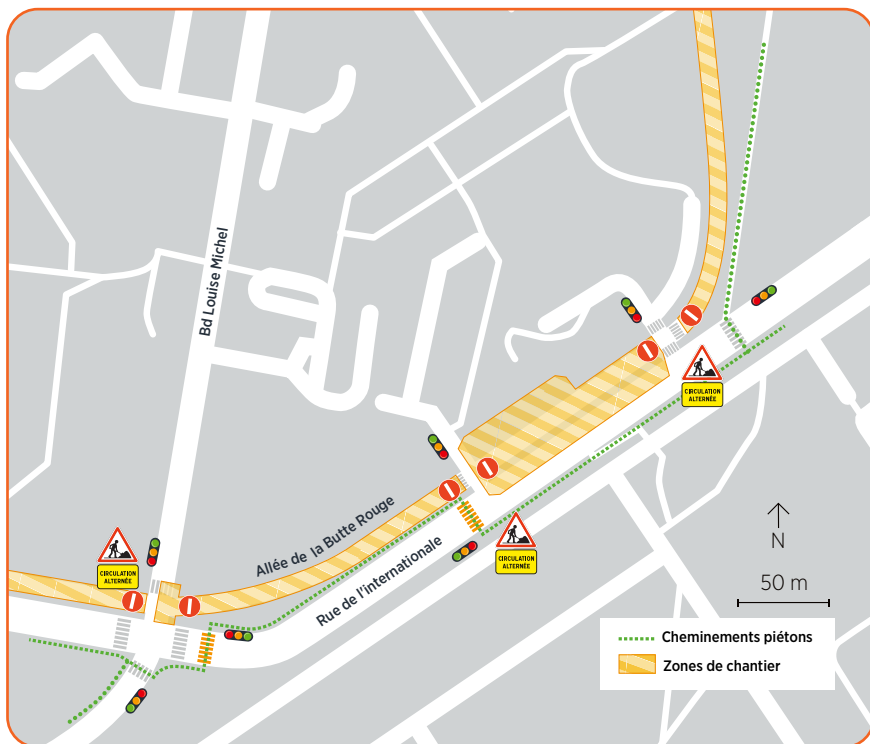 Bd Louise Michel
CIRCULATION
ALTERNÉE
Allée de la Butte Rouge
Rue de l'internationale
CIRCULATION
ALTERNÉE
CIRCULATION
ALTERNÉE
N
50 m
Cheminements piétons
Zones de chantier